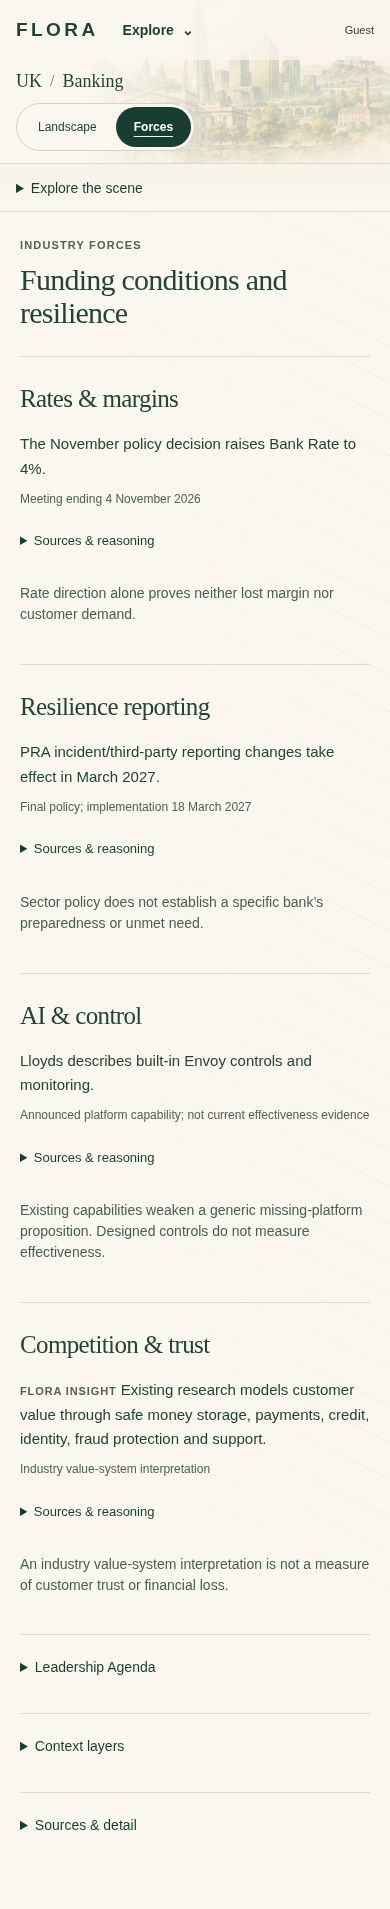 FLORA Explore Guest
UK / Banking
Landscape Forces
Explore the scene
INDUSTRY FORCES
Funding conditions and
resilience
Rates & margins
The November policy decision raises Bank Rate to
4%.
Meeting ending 4 November 2026
Sources & reasoning
Rate direction alone proves neither lost margin nor
customer demand.
Resilience reporting
PRA incident/third-party reporting changes take
effect in March 2027.
Final policy; implementation 18 March 2027
Sources & reasoning
Sector policy does not establish a specific bank’s
preparedness or unmet need.
AI & control
Lloyds describes built-in Envoy controls and
monitoring.
Announced platform capability; not current effectiveness evidence
Sources & reasoning
Existing capabilities weaken a generic missing-platform
proposition. Designed controls do not measure
effectiveness.
Competition & trust
FLORA INSIGHT Existing research models customer
value through safe money storage, payments, credit,
identity, fraud protection and support.
Industry value-system interpretation
Sources & reasoning
An industry value-system interpretation is not a measure
of customer trust or financial loss.
Leadership Agenda
Context layers
Sources & detail